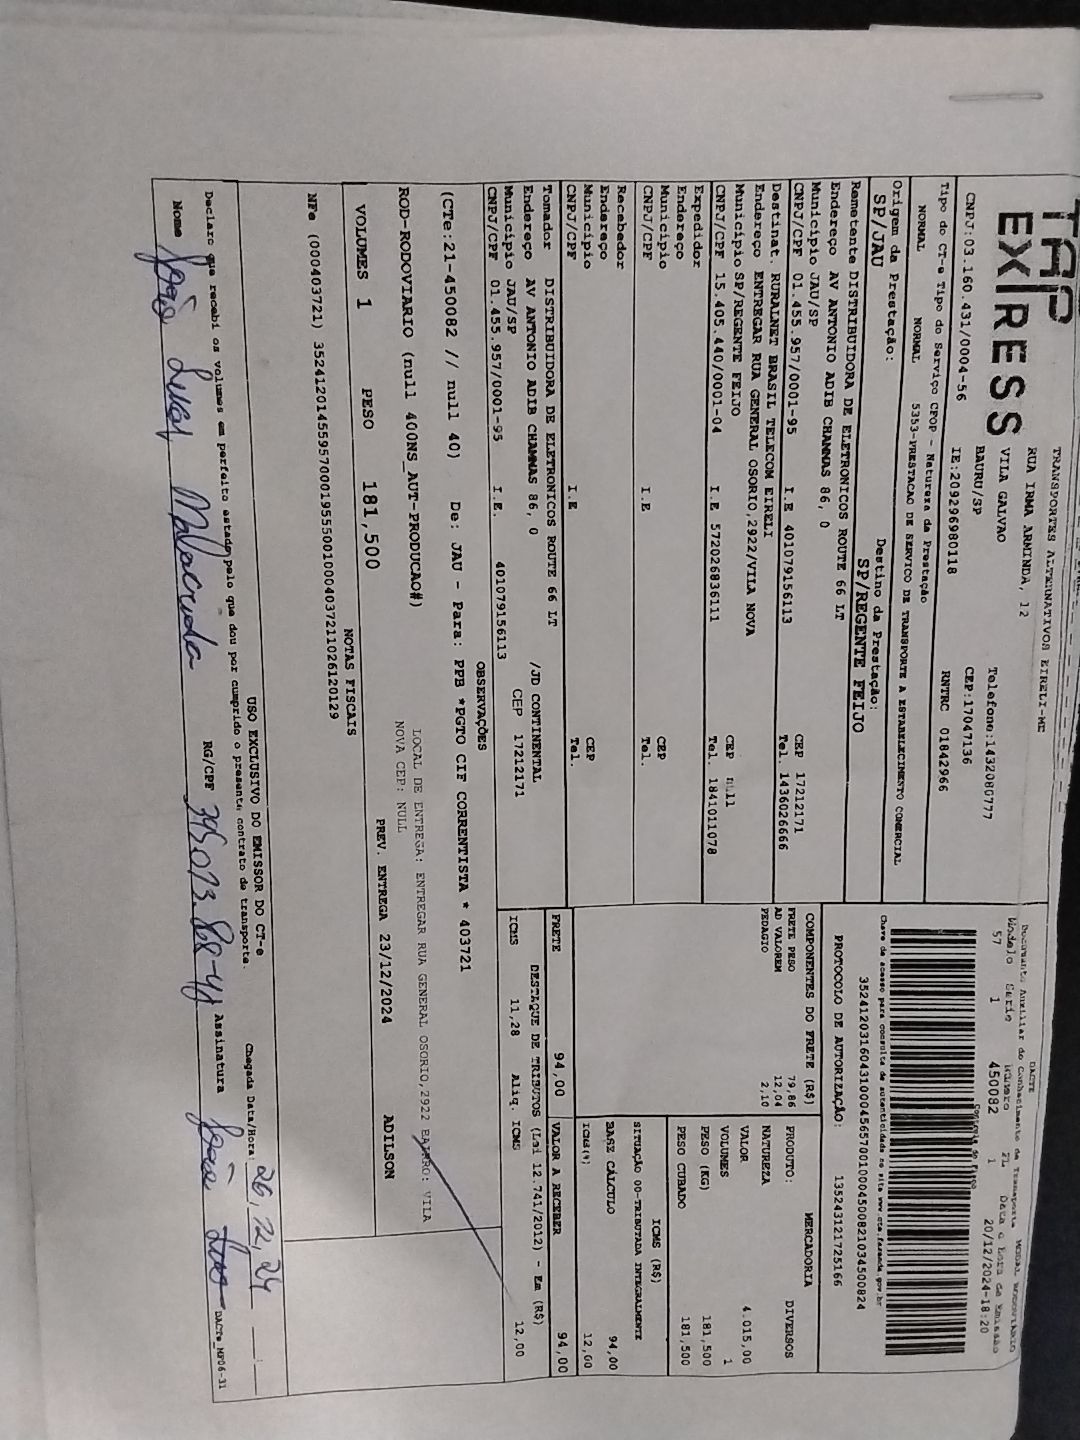 TAP
EX|RESS
TRANSPORTES ALTERNATIVOS EIRELI-ME
RUA IRMA ARMINDA, 12
VILA GALVAO
BAURU/SP
Telefone:1432080777
CEP:17047136
CNPJ:03.160.431/0004-56 IE:209296980118 RNTRC 01842966
Tipo do CT-e Tipo do Serviço CFOP - Natureza da Prestação
NORMAL NORMAL 5353-PRESTACAO DE SERVICO DE TRANSPORTE A ESTABELECIMENTO COMERCIAL
Origem da Prestação: Destino da Prestação:
SP/JAU SP/REGENTE FEIJO
Remetente DISTRIBUIDORA DE ELETRONICOS ROUTE 66 LT
Endereço AV ANTONIO ADIB CHAMMAS 86, 0
Município JAU/SP CEP 17212171
CNPJ/CPF 01.455.957/0001-95 I.E 401079156113 Tel. 1436026666
Destinat. RURALNET BRASIL TELECOM EIRELI
Endereço ENTREGAR RUA GENERAL OSORIO,2922/VILA NOVA
Município SP/REGENTE FEIJO CEP null
CNPJ/CPF 15.405.440/0001-04 I.E 572026836111 Tel. 1841011078
Expedidor
Endereço
Município CEP
CNPJ/CPF I.E Tel.
Recebedor
Endereço
Município CEP
CNPJ/CPF I.E Tel.
Tomador DISTRIBUIDORA DE ELETRONICOS ROUTE 66 LT
Endereço AV ANTONIO ADIB CHAMMAS 86, 0 /JD CONTINENTAL
Município JAU/SP CEP 17212171
CNPJ/CPF 01.455.957/0001-95 I.E. 401079156113
DACTE
Documento Auxiliar do Conhecimento de Transporte MODAL RODOVIARIO
Modelo Serie Número FL Data e Hora de Emissão
57 1 450082 1 20/12/2024-18:20
Controle do Fisco
Chave de acesso para consulta de autenticidade no site www.cte.fazenda.gov.br
PROTOCOLO DE AUTORIZAÇÃO: 135243121725166
COMPONENTES DO FRETE (R$)
FRETE PESO 79,86
AD VALOREM 12,04
PEDAGIO 2,10
MERCADORIA
PRODUTO: DIVERSOS
NATUREZA
VALOR 4.015,00
VOLUMES 1
PESO (KG) 181,500
PESO CUBADO 181,500
ICMS (R$)
SITUAÇÃO 00-TRIBUTADA INTEGRALMENTE
BASE CÁLCULO 94,00
ICMS(%) 12,00
FRETE 94,00 VALOR A RECEBER 94,00
DESTAQUE DE TRIBUTOS (Lei 12.741/2012) - Em (R$)
ICMS 11,28 Aliq. ICMS 12,00
OBSERVAÇÕES
(CTe:21-450082 // null 40) De: JAU - Para: PPB *PGTO CIF CORRENTISTA * 403721
LOCAL DE ENTREGA: ENTREGAR RUA GENERAL OSORIO,2922 BAIRRO: VILA
NOVA CEP: NULL
ROD-RODOVIARIO (null 400NS_AUT-PRODUCAO#)
VOLUMES 1 PESO 181,500 PREV. ENTREGA 23/12/2024 ADILSON
NOTAS FISCAIS
NFe (000403721)
USO EXCLUSIVO DO EMISSOR DO CT-e
Declaro que recebi os volumes em perfeito estado pelo que dou por cumprido o presente contrato de transporte.
Chegada Data/Hora 26/12/24
Nome João Lucas RG/CPF Assinatura João
DACTe_MF06-31